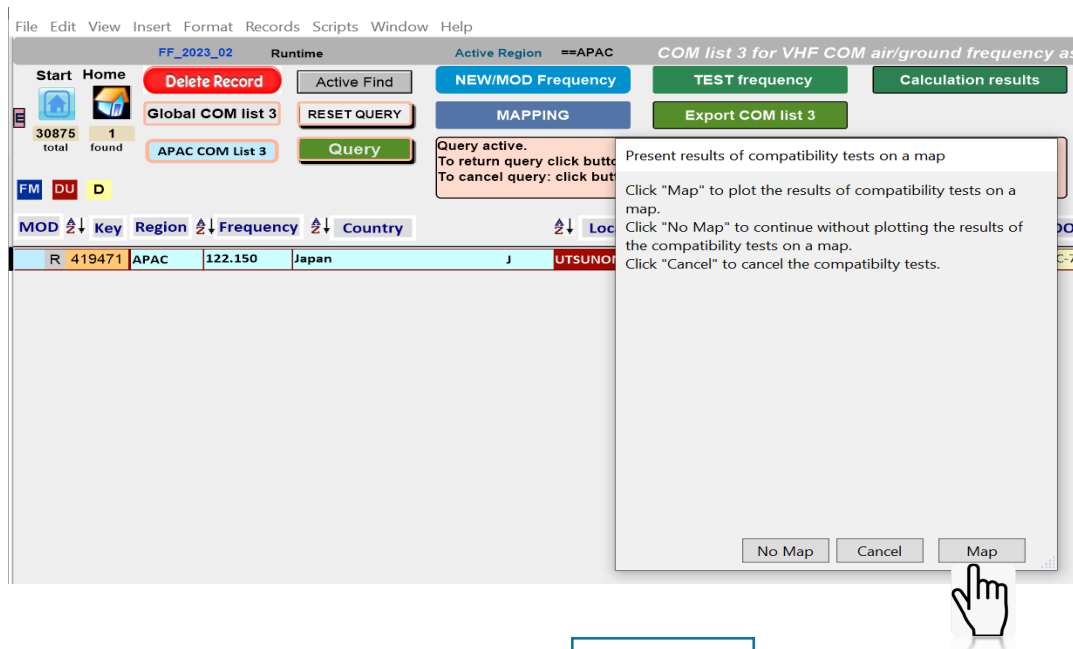 File Edit View Insert Format Records Scripts Window Help
FF_2023_02 Runtime Active Region ==APAC COM list 3 for VHF COM air/ground frequency as
Start Home Delete Record Active Find NEW/MOD Frequency TEST frequency Calculation results
E Global COM list 3 RESET QUERY MAPPING Export COM list 3
30875 1
total found APAC COM List 3 Query
Query active.
To return query click butto
To cancel query: click but
FM DU D
MOD Key Region Frequency Country Loc
R 419471 APAC 122.150 Japan J UTSUNO C-7
Present results of compatibility tests on a map
Click "Map" to plot the results of compatibility tests on a
map.
Click "No Map" to continue without plotting the results of
the compatibility tests on a map.
Click "Cancel" to cancel the compatibilty tests.
No Map Cancel Map